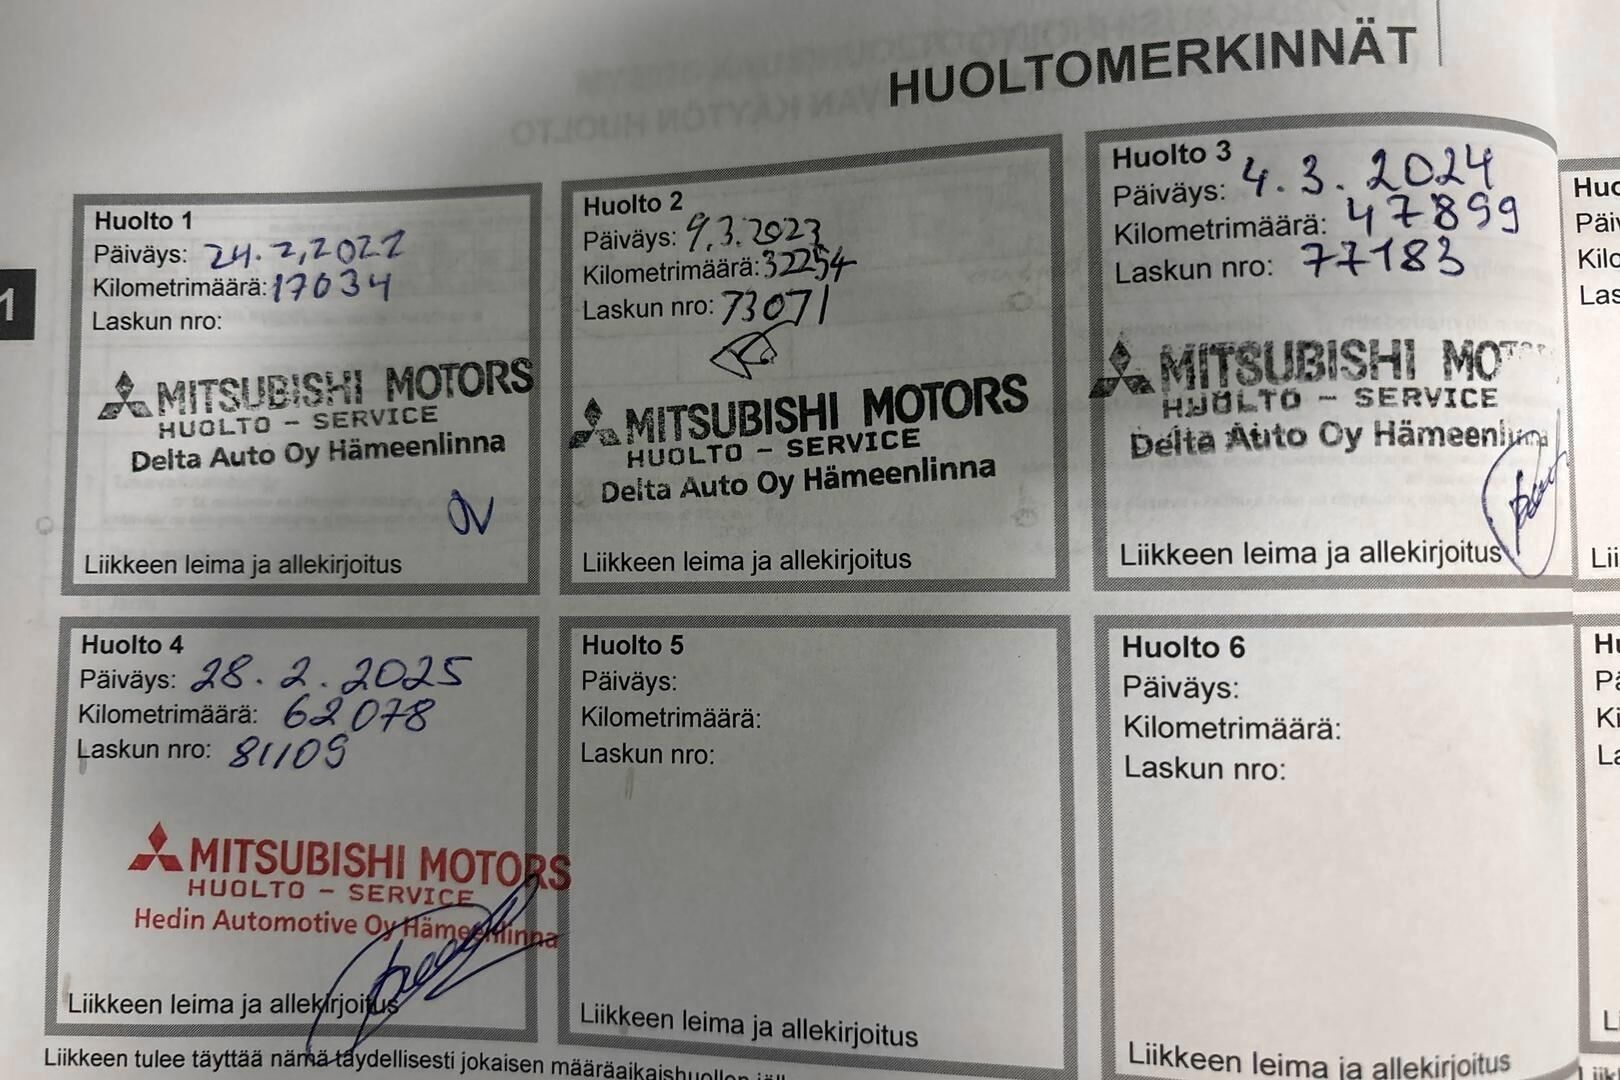 HUOLTOMERKINNÄT
1
Huolto 1
Päiväys: 24.2,2022
Kilometrimäärä: 17034
Laskun nro:
MITSUBISHI MOTORS
HUOLTO - SERVICE
Delta Auto Oy Hämeenlinna
Liikkeen leima ja allekirjoitus
Huolto 2
Päiväys: 9.3.2023
Kilometrimäärä: 32254
Laskun nro: 73071
MITSUBISHI MOTORS
HUOLTO - SERVICE
Delta Auto Oy Hämeenlinna
Liikkeen leima ja allekirjoitus
Huolto 3
Päiväys: 4.3.2024
Kilometrimäärä: 47899
Laskun nro: 77183
MITSUBISHI MOTORS
HUOLTO - SERVICE
Delta Auto Oy Hämeenlinna
Liikkeen leima ja allekirjoitus
Huolto 4
Päiväys: 28.2.2025
Kilometrimäärä: 62078
Laskun nro: 81109
MITSUBISHI MOTORS
HUOLTO - SERVICE
Hedin Automotive Oy Hämeenlinna
Liikkeen leima ja allekirjoitus
Huolto 5
Päiväys:
Kilometrimäärä:
Laskun nro:
Liikkeen leima ja allekirjoitus
Huolto 6
Päiväys:
Kilometrimäärä:
Laskun nro:
Liikkeen leima ja allekirjoitus
Liikkeen tulee täyttää nämä täydellisesti jokaisen määräaikaishuollon